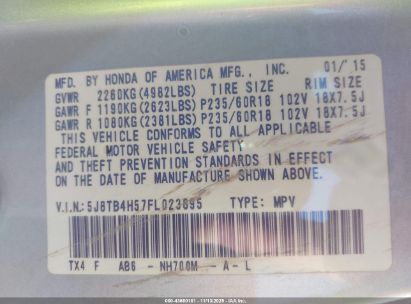 MFD. BY HONDA OF AMERICA MFG., INC. 01/ 15
GVWR 2260KG(4982LBS) TIRE SIZE RIM SIZE
GAWR F 1190KG(2623LBS) P235/60R18 102V 18X7.5J
GAWR R 1080KG(2381LBS) P235/60R18 102V 18X7.5J
THIS VEHICLE CONFORMS TO ALL APPLICABLE
FEDERAL MOTOR VEHICLE SAFETY
AND THEFT PREVENTION STANDARDS IN EFFECT
ON THE DATE OF MANUFACTURE SHOWN ABOVE.
V.I.N:5J8TB4H57FL023895 TYPE: MPV
TX4 F AB6 - NH700M - A - L